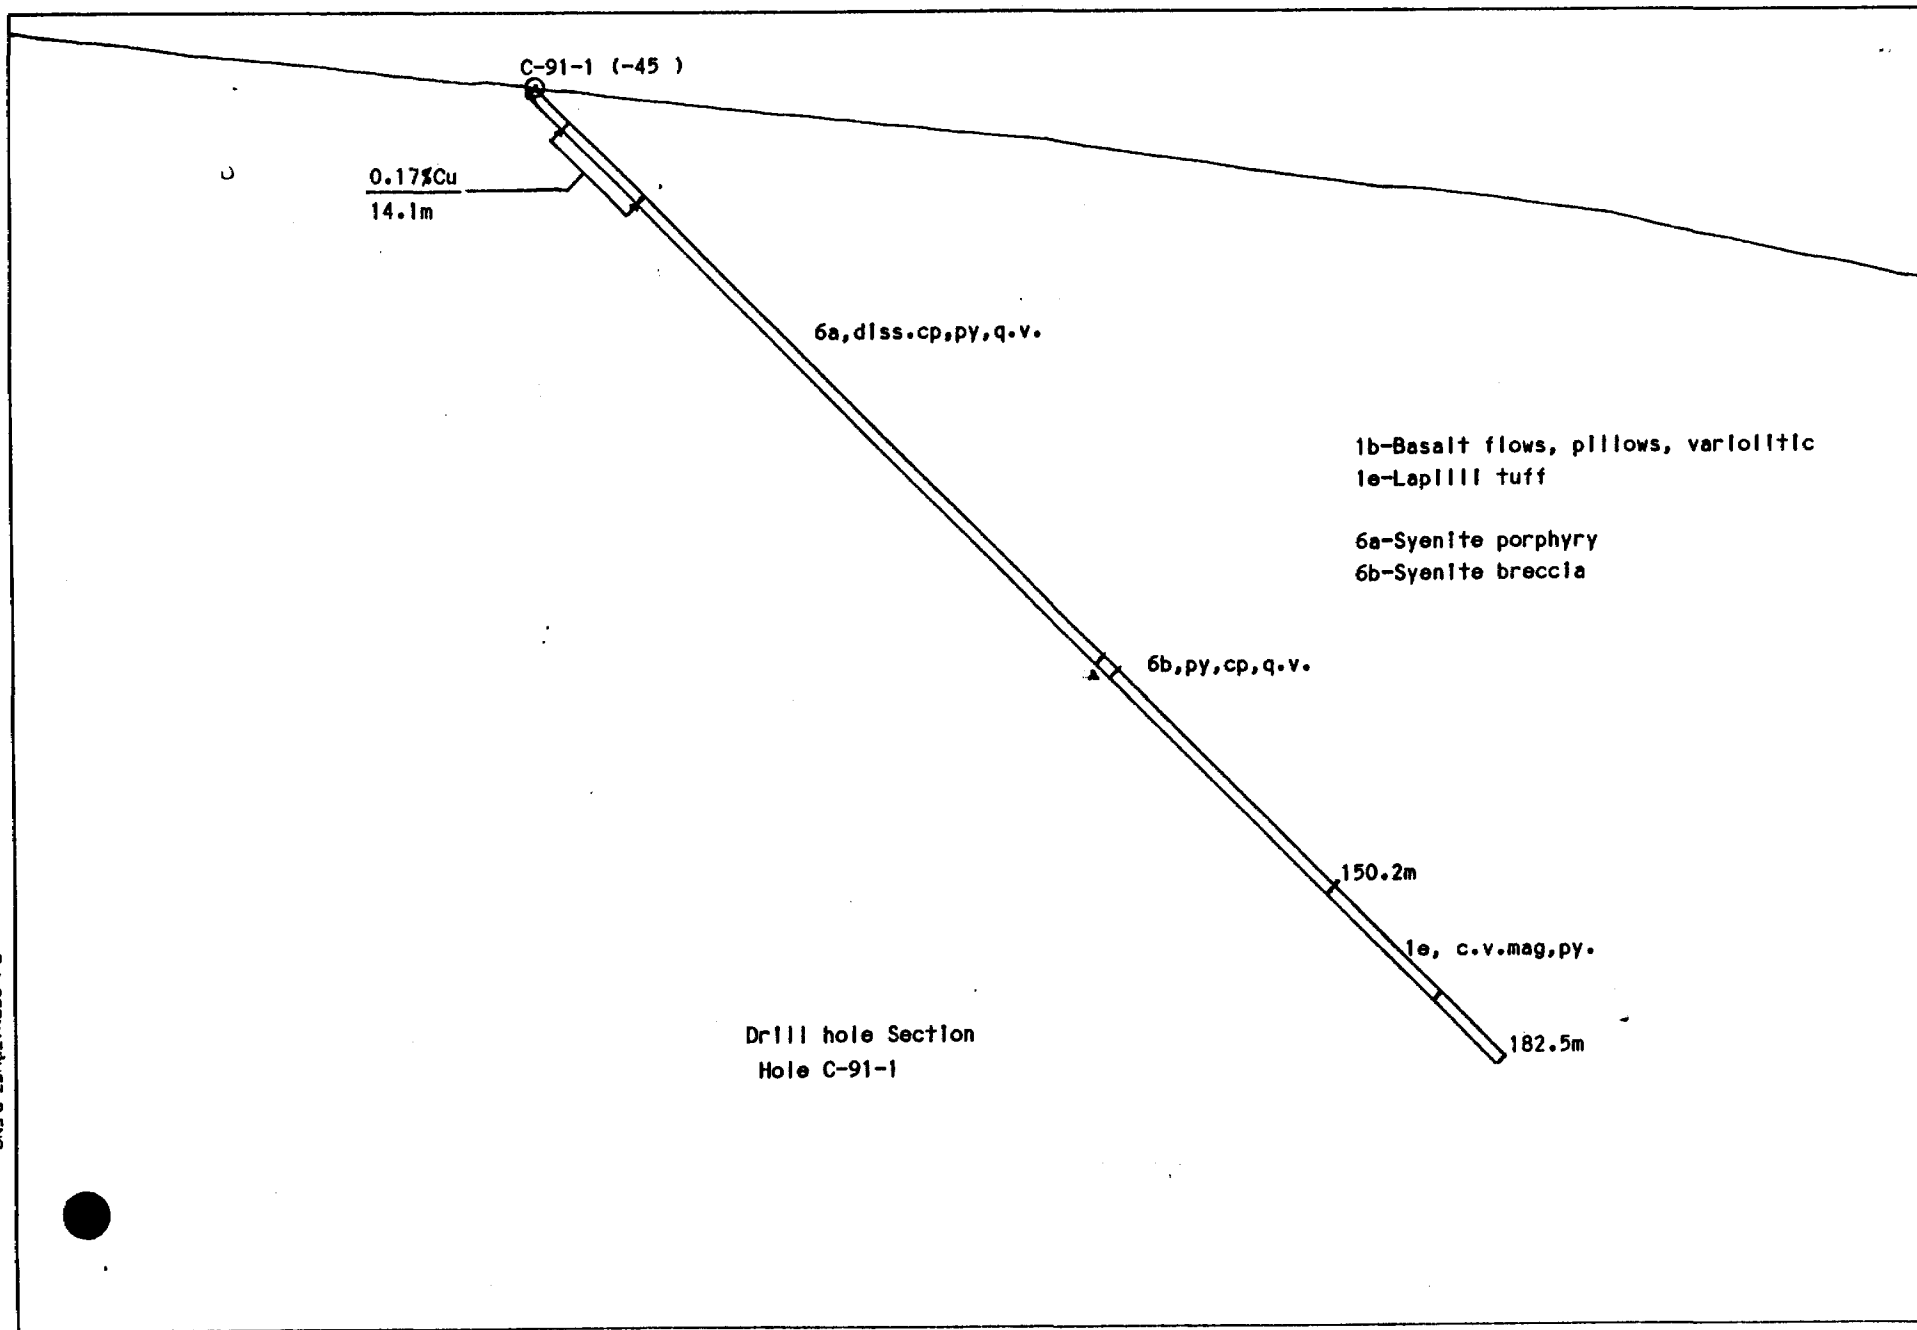 C-91-1 (-45 )
0.17%Cu
14.1m
6a,diss.cp,py,q.v.
1b-Basalt flows, pillows, variolitic
1e-Lapilli tuff
6a-Syenite porphyry
6b-Syenite breccia
6b,py,cp,q.v.
150.2m
1e, c.v.mag,py.
Drill hole Section
Hole C-91-1
182.5m